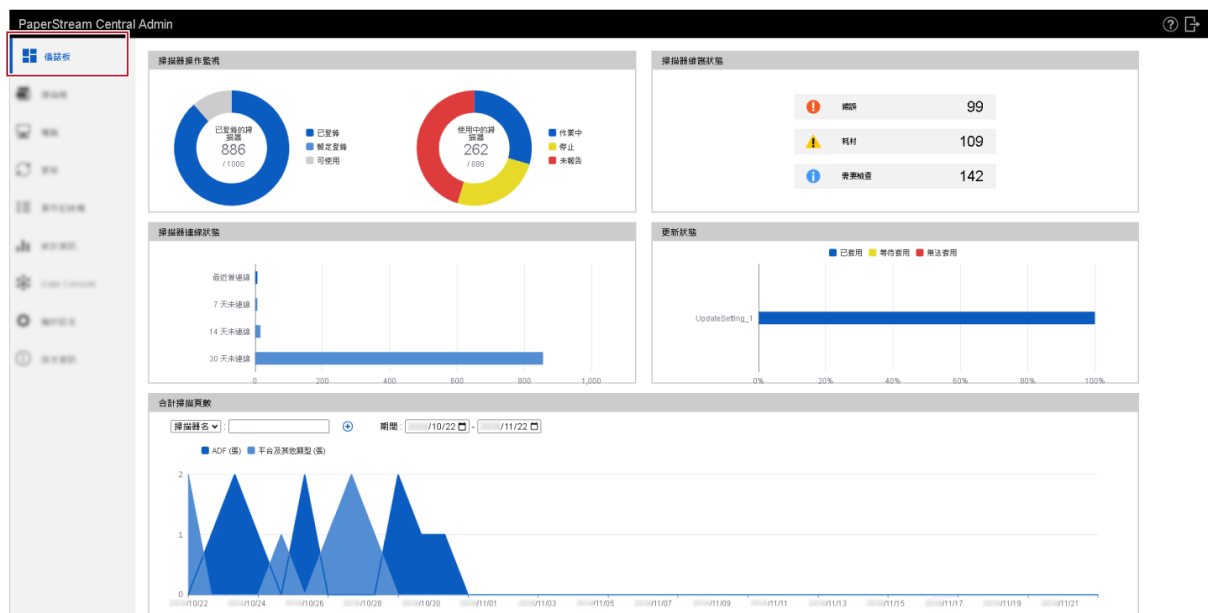 PaperStream Central Admin
儀錶板
掃描器操作監視
已登錄的掃
描器
886
/ 1000
已登錄
暫定登錄
可使用
使用中的掃
描器
262
/ 886
作業中
停止
未報告
掃描器維護狀態
錯誤
99
耗材
109
需要檢查
142
掃描器連線狀態
最近曾連線
7 天未連線
14 天未連線
30 天未連線
0 200 400 600 800 1,000
更新狀態
已套用 等待套用 無法套用
UpdateSetting_1
0% 20% 40% 60% 80% 100%
合計掃描頁數
掃描器名 : 期間 : /10/22 - /11/22
ADF (張) 平台及其他類型 (張)
2
1
0
/10/22 /10/24 /10/26 /10/28 /10/30 /11/01 /11/03 /11/05 /11/07 /11/09 /11/11 /11/13 /11/15 /11/17 /11/19 /11/21